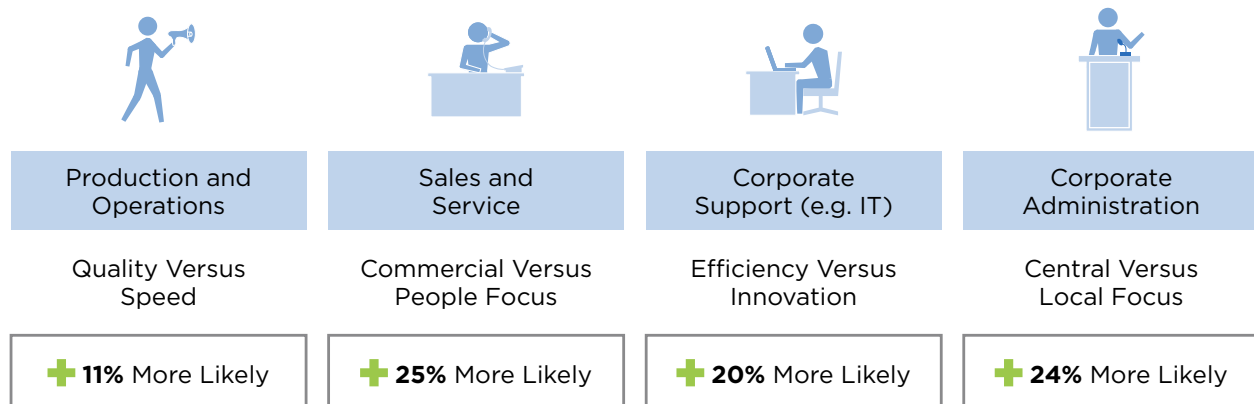 Production and
Operations
Sales and
Service
Corporate
Support (e.g. IT)
Corporate
Administration
Quality Versus
Speed
Commercial Versus
People Focus
Efficiency Versus
Innovation
Central Versus
Local Focus
11% More Likely
25% More Likely
20% More Likely
24% More Likely